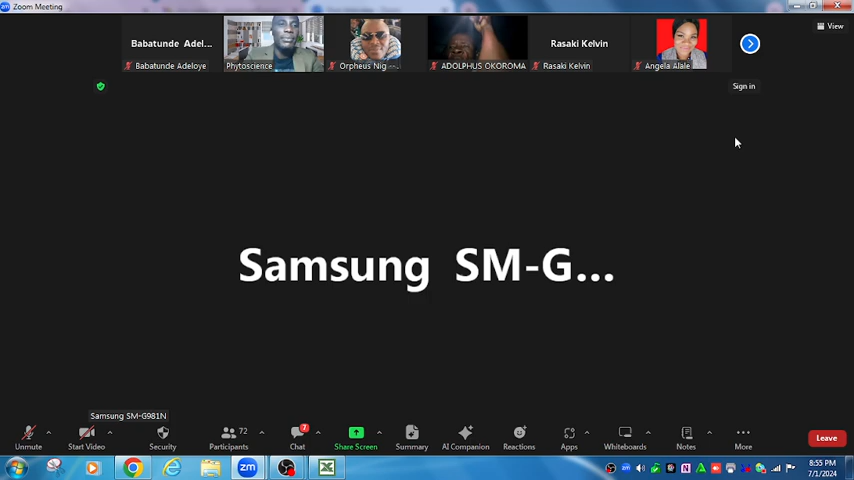 Zoom Meeting
View
Babatunde Adel...
Rasaki Kelvin
Babatunde Adeloye
Phytoscience
Orpheus Nig
ADOLPHUS OKOROMA
Rasaki Kelvin
Angela Alale
Sign in
Samsung SM-G...
Samsung SM-G981N
72
7
Unmute
Start Video
Security
Participants
Chat
Share Screen
Summary
AI Companion
Reactions
Apps
Whiteboards
Notes
More
Leave
8:55 PM
7/1/2024